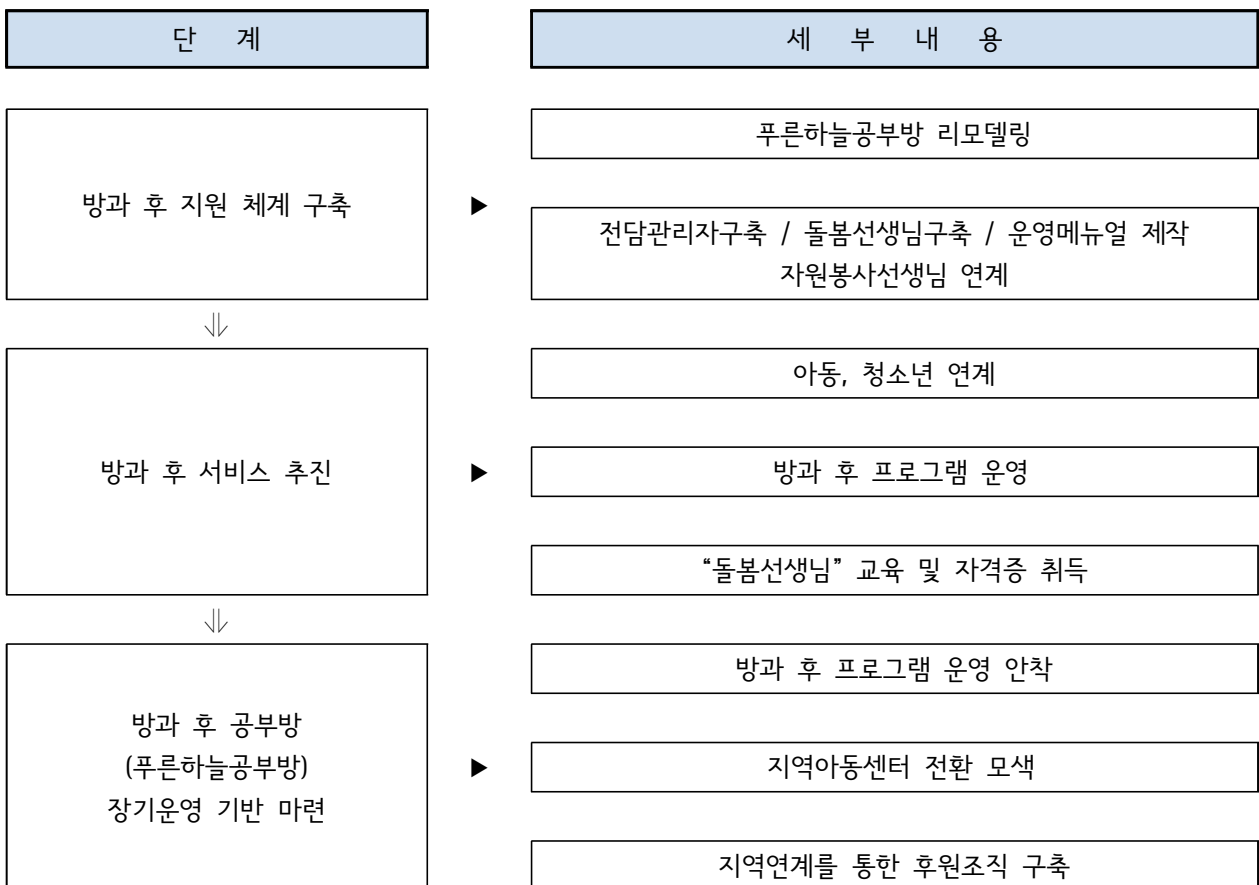 단 계
세 부 내 용
방과 후 지원 체계 구축
▶
푸른하늘공부방 리모델링
전담관리자구축 / 돌봄선생님구축 / 운영메뉴얼 제작
자원봉사선생님 연계
⇓
방과 후 서비스 추진
▶
아동, 청소년 연계
방과 후 프로그램 운영
“돌봄선생님” 교육 및 자격증 취득
⇓
방과 후 공부방
(푸른하늘공부방)
장기운영 기반 마련
▶
방과 후 프로그램 운영 안착
지역아동센터 전환 모색
지역연계를 통한 후원조직 구축